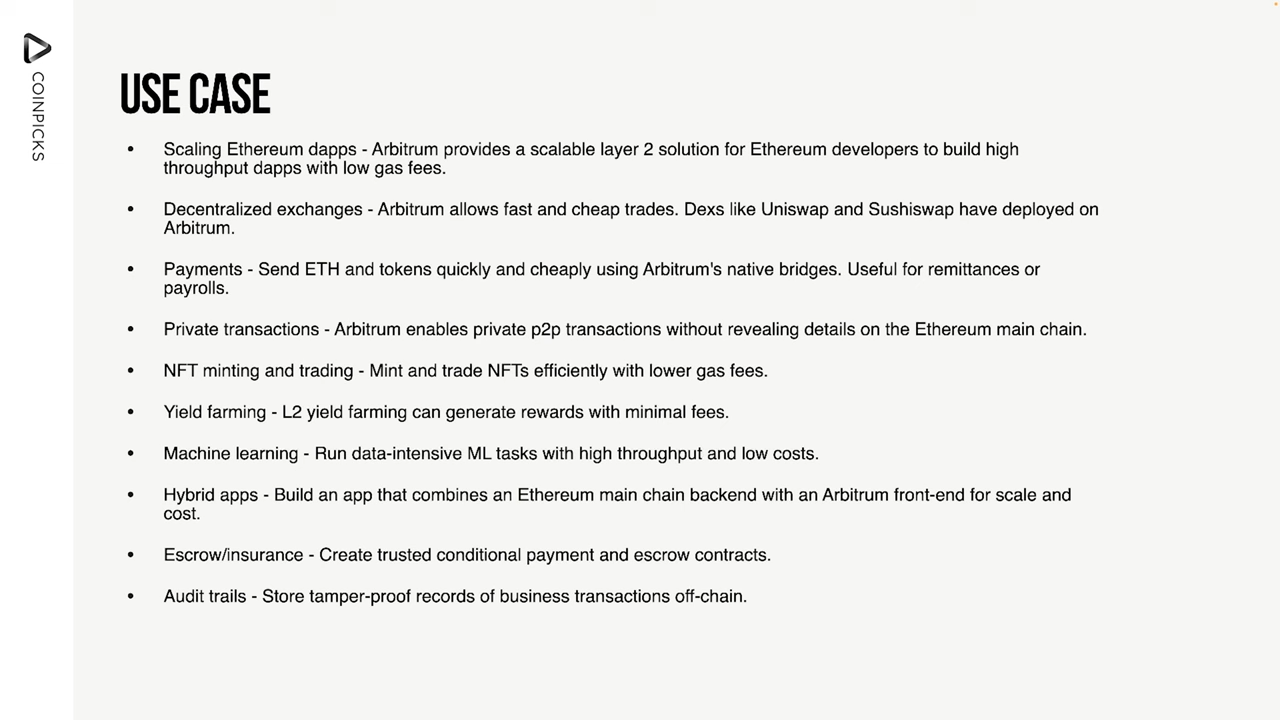 COINPICKS
USE CASE
• Scaling Ethereum dapps - Arbitrum provides a scalable layer 2 solution for Ethereum developers to build high
throughput dapps with low gas fees.
• Decentralized exchanges - Arbitrum allows fast and cheap trades. Dexs like Uniswap and Sushiswap have deployed on
Arbitrum.
• Payments - Send ETH and tokens quickly and cheaply using Arbitrum's native bridges. Useful for remittances or
payrolls.
• Private transactions - Arbitrum enables private p2p transactions without revealing details on the Ethereum main chain.
• NFT minting and trading - Mint and trade NFTs efficiently with lower gas fees.
• Yield farming - L2 yield farming can generate rewards with minimal fees.
• Machine learning - Run data-intensive ML tasks with high throughput and low costs.
• Hybrid apps - Build an app that combines an Ethereum main chain backend with an Arbitrum front-end for scale and
cost.
• Escrow/insurance - Create trusted conditional payment and escrow contracts.
• Audit trails - Store tamper-proof records of business transactions off-chain.